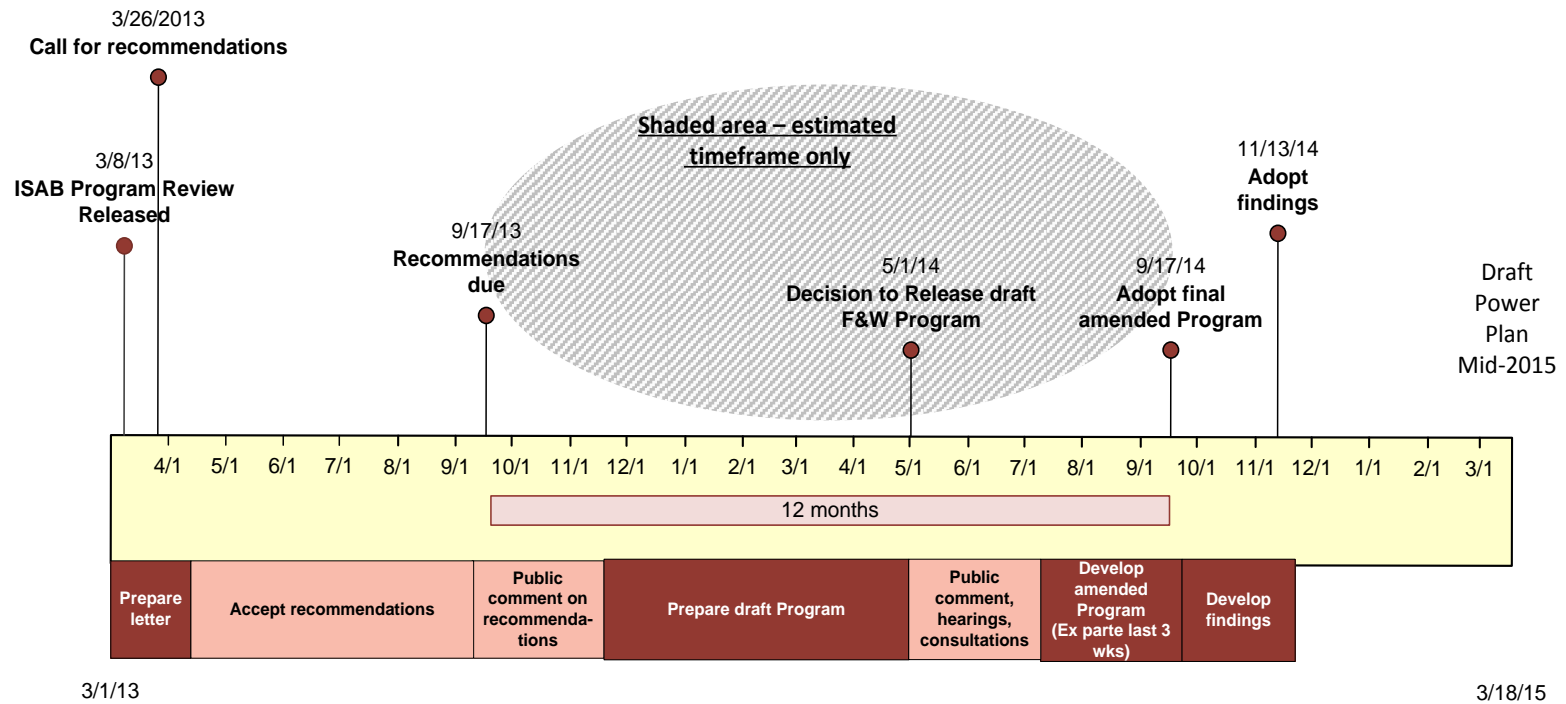 3/26/2013
Call for recommendations
3/8/13
ISAB Program Review
Released
9/17/13
Recommendations
due
Shaded area – estimated
timeframe only
5/1/14
Decision to Release draft
F&W Program
9/17/14
Adopt final
amended Program
11/13/14
Adopt
findings
Draft
Power
Plan
Mid-2015
4/1 5/1 6/1 7/1 8/1 9/1 10/1 11/1 12/1 1/1 2/1 3/1 4/1 5/1 6/1 7/1 8/1 9/1 10/1 11/1 12/1 1/1 2/1 3/1
12 months
Prepare
letter
Accept recommendations
Public
comment on
recommenda-
tions
Prepare draft Program
Public
comment,
hearings,
consultations
Develop
amended
Program
(Ex parte last 3
wks)
Develop
findings
3/1/13
3/18/15